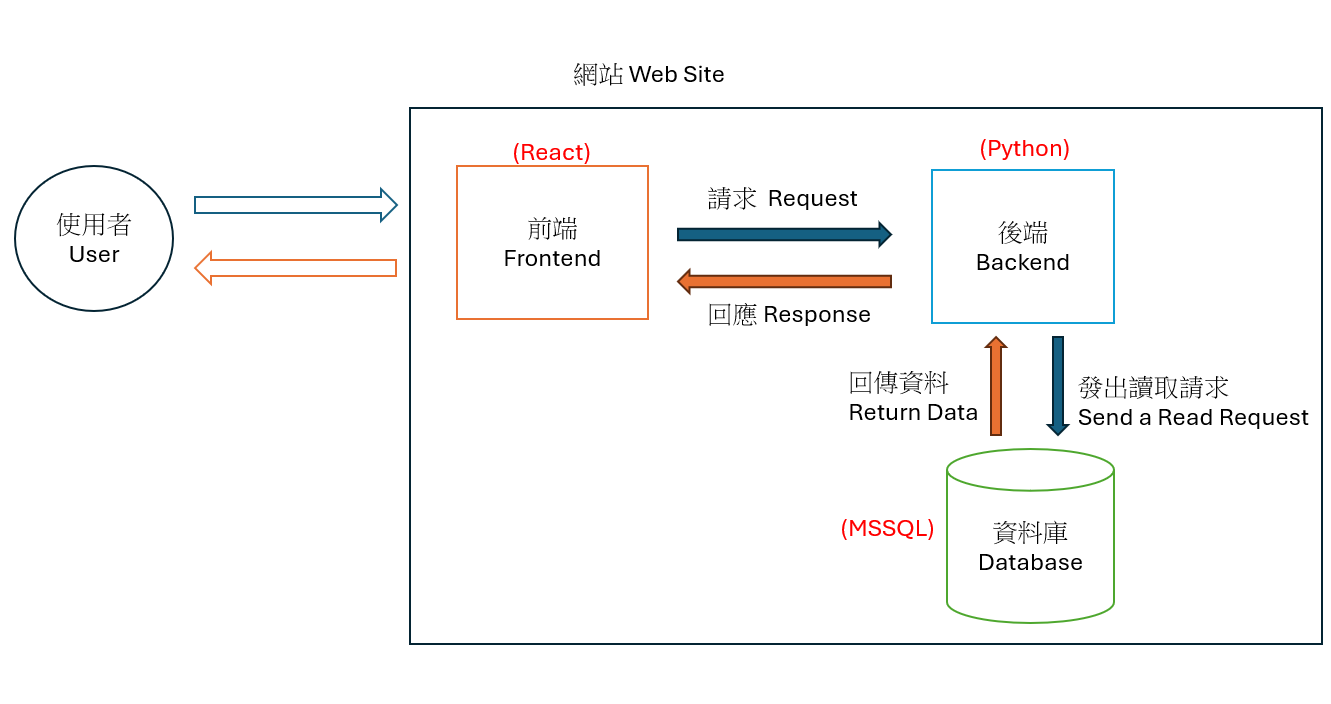 網站 Web Site
使用者
User
(React)
前端
Frontend
請求 Request
回應 Response
(Python)
後端
Backend
回傳資料
Return Data
發出讀取請求
Send a Read Request
(MSSQL)
資料庫
Database